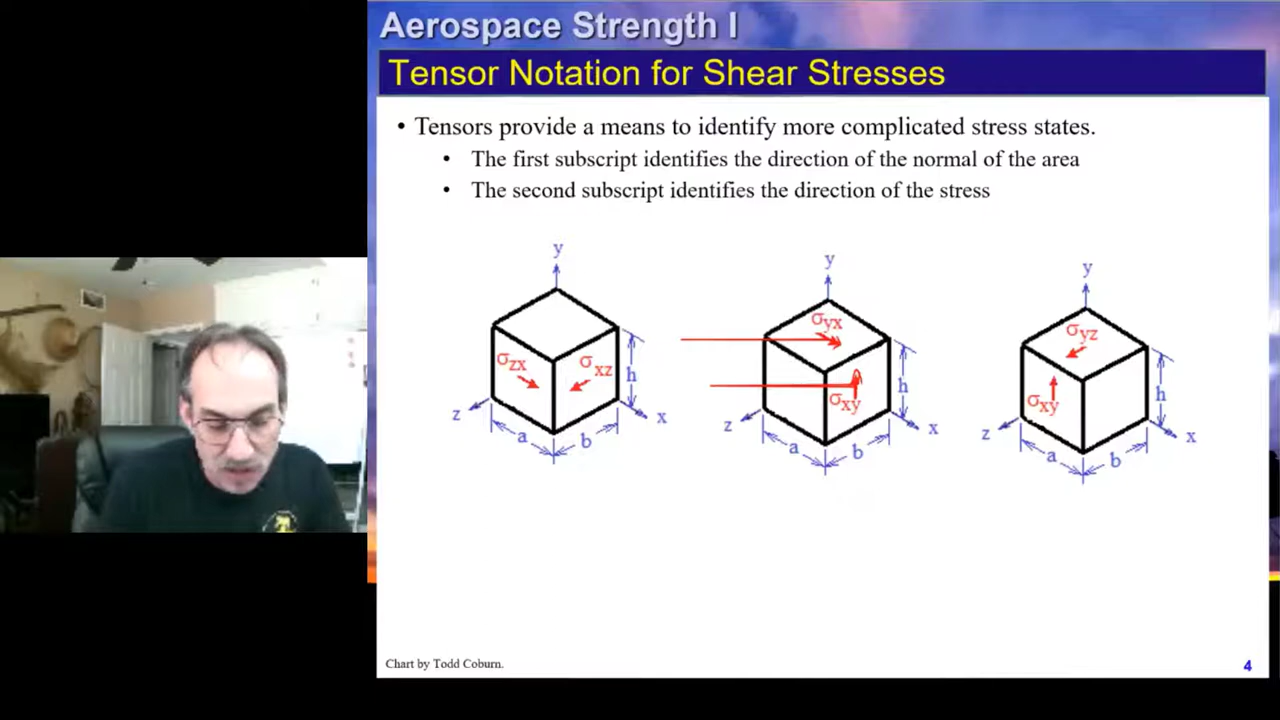 Aerospace Strength I
Tensor Notation for Shear Stresses
• Tensors provide a means to identify more complicated stress states.
• The first subscript identifies the direction of the normal of the area
• The second subscript identifies the direction of the stress
y
σzx
σxz
h
z
x
a
b
y
σyx
σxy
h
z
x
a
b
y
σyz
σxy
h
z
x
a
b
Chart by Todd Coburn.
4